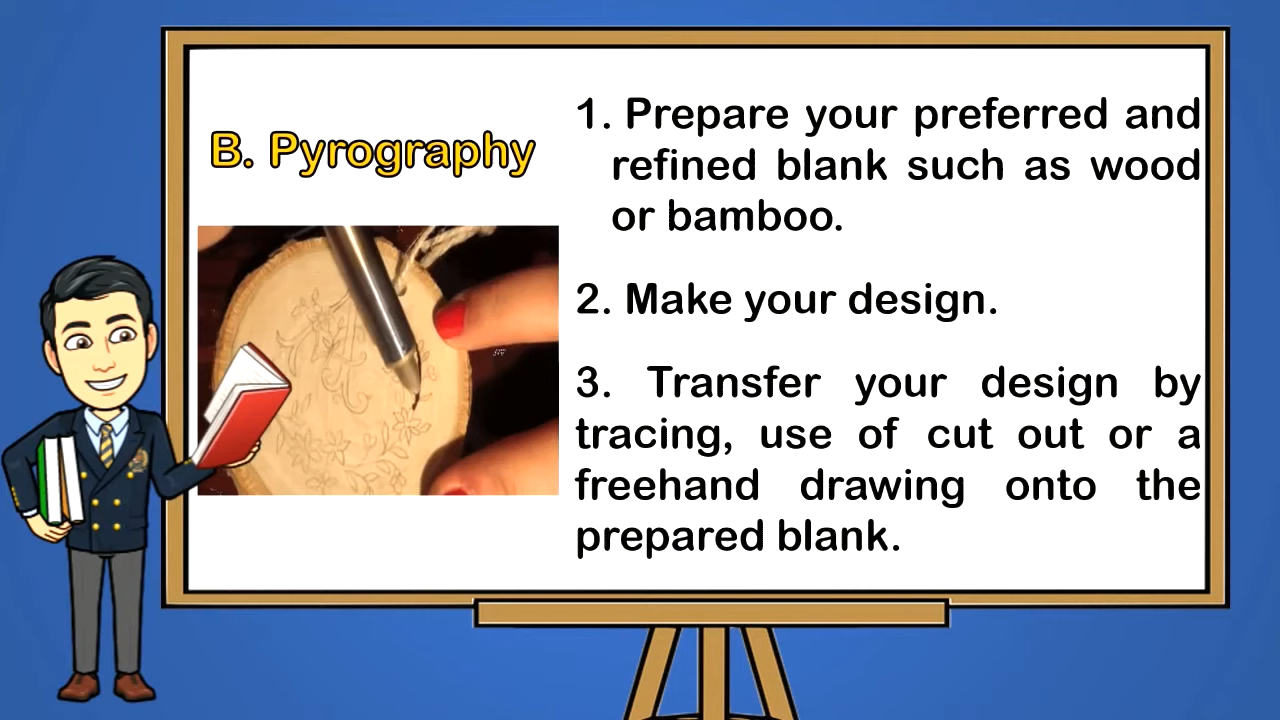 B. Pyrography
1. Prepare your preferred and
refined blank such as wood
or bamboo.
2. Make your design.
3. Transfer your design by
tracing, use of cut out or a
freehand drawing onto the
prepared blank.